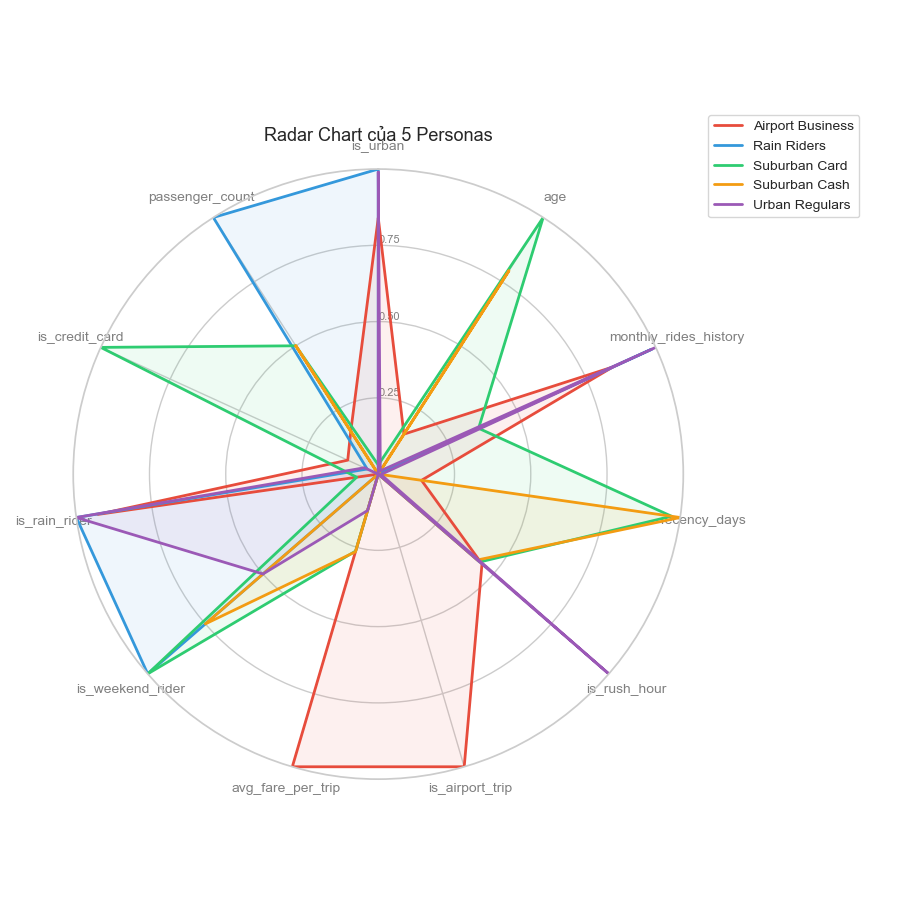 Radar Chart của 5 Personas
Airport Business
Rain Riders
Suburban Card
Suburban Cash
Urban Regulars
is_urban
age
passenger_count
monthly_rides_history
is_credit_card
0.75
0.50
0.25
is_rain_rider
recency_days
is_weekend_rider
is_rush_hour
avg_fare_per_trip
is_airport_trip